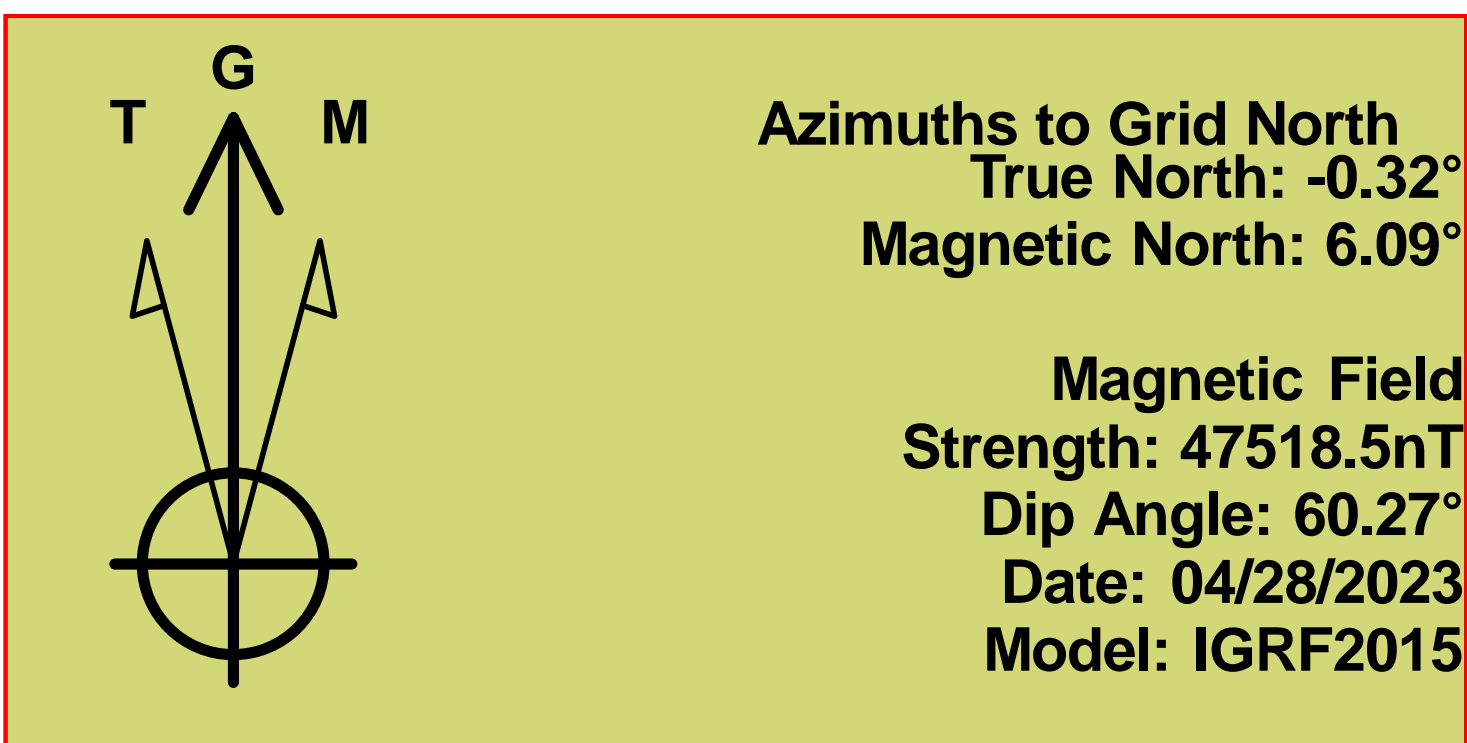 G
T M
Azimuths to Grid North
True North: -0.32°
Magnetic North: 6.09°
Magnetic Field
Strength: 47518.5nT
Dip Angle: 60.27°
Date: 04/28/2023
Model: IGRF2015